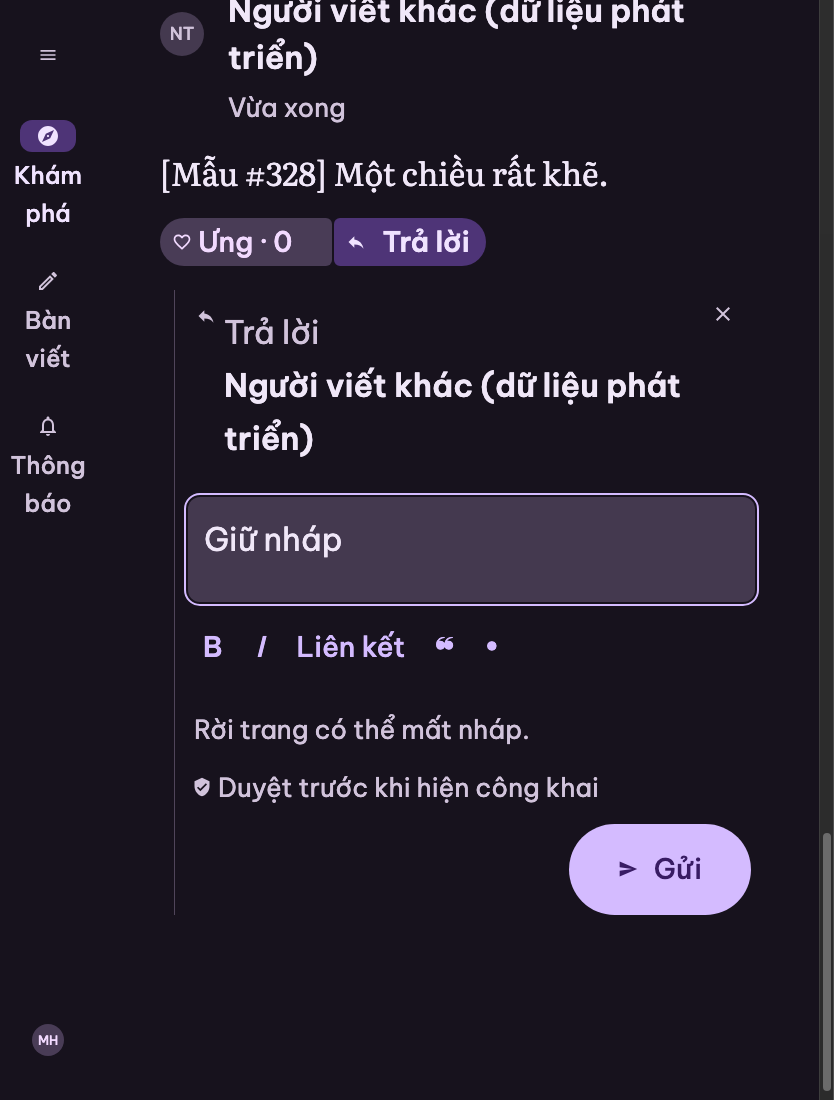 Người viết khác (dữ liệu phát
triển)
NT
Vừa xong
Khám
phá
[Mẫu #328] Một chiều rất khẽ.
Ưng · 0
Trả lời
Bàn
viết
Trả lời
Người viết khác (dữ liệu phát
triển)
Thông
báo
Giữ nháp
B I Liên kết ❝ •
Rời trang có thể mất nháp.
Duyệt trước khi hiện công khai
Gửi
MH